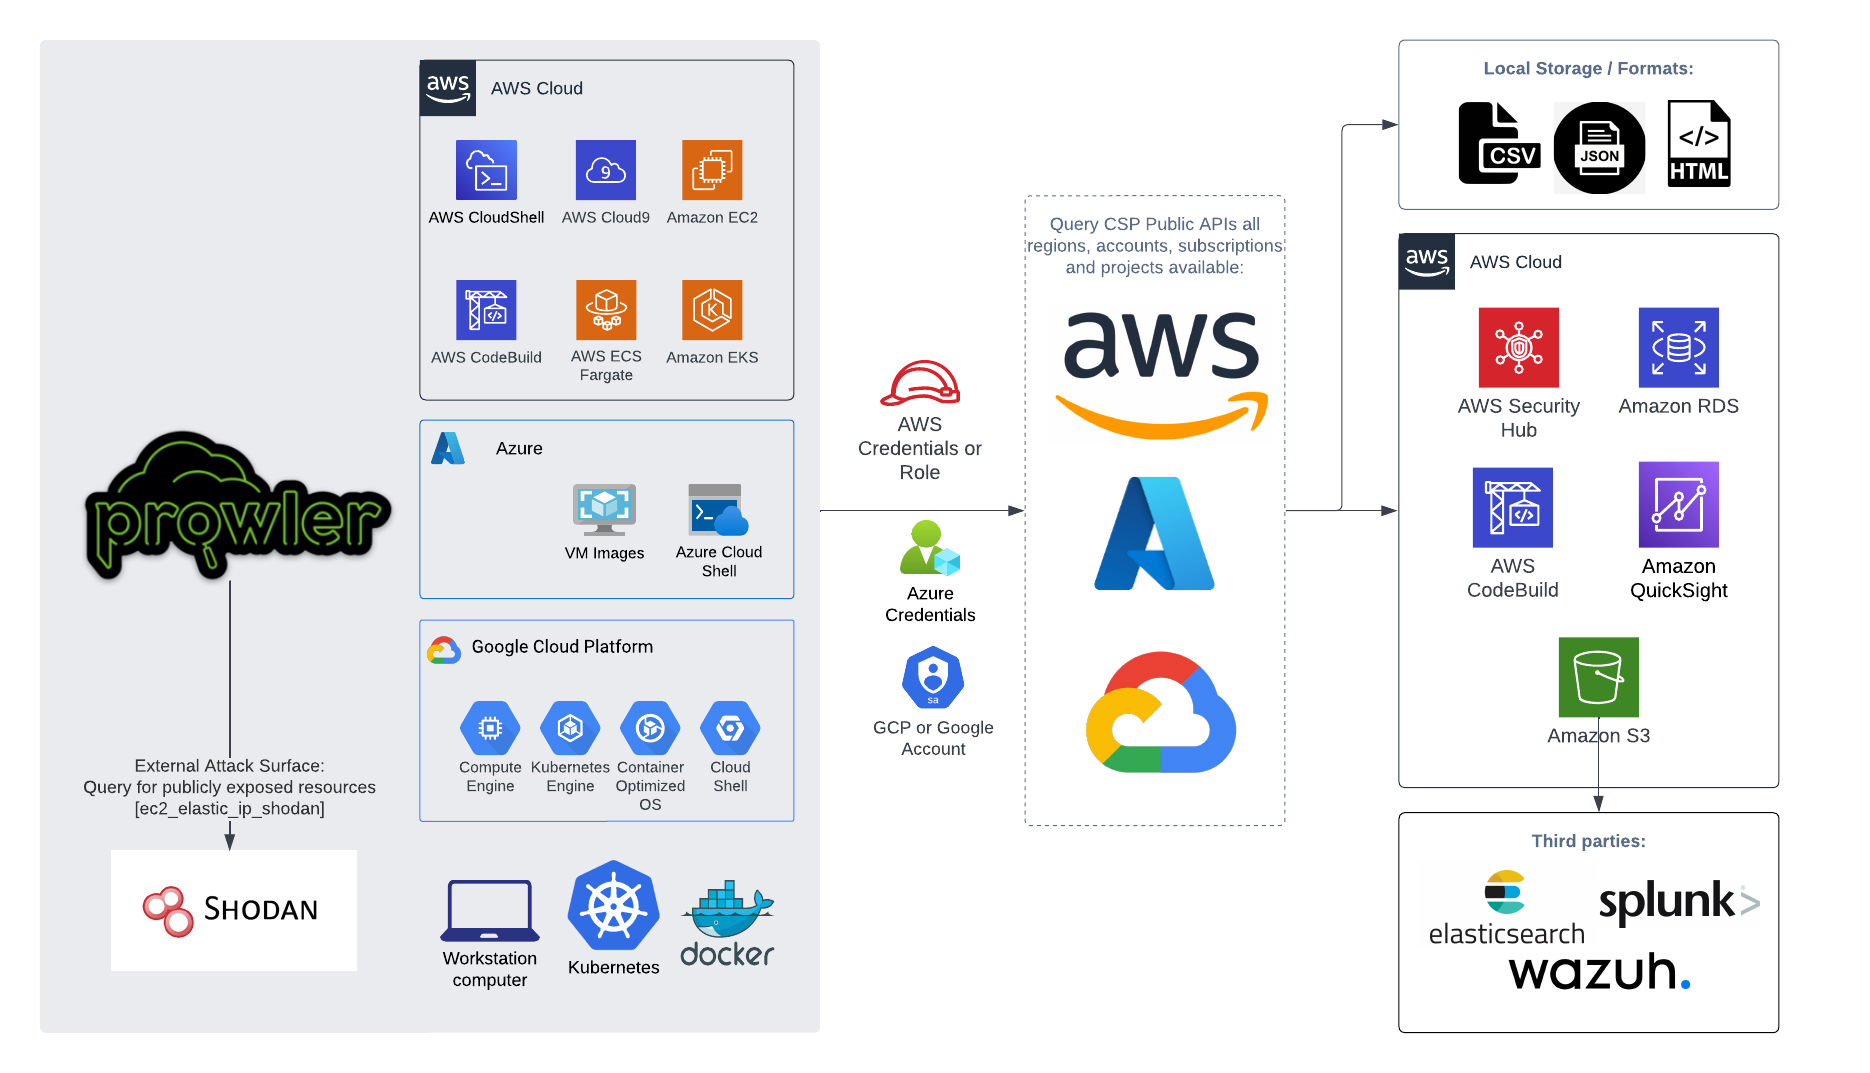 prowler
External Attack Surface:
Query for publicly exposed resources
[ec2_elastic_ip_shodan]
SHODAN
aws
AWS Cloud
9
AWS CloudShell
AWS Cloud9
Amazon EC2
K
AWS CodeBuild
AWS ECS
Fargate
Amazon EKS
Azure
VM Images
Azure Cloud
Shell
Google Cloud Platform
Compute
Engine
Kubernetes
Engine
Container
Optimized
OS
Cloud
Shell
Workstation
computer
Kubernetes
docker
AWS
Credentials or
Role
Azure
Credentials
sa
GCP or Google
Account
Query CSP Public APIs all
regions, accounts, subscriptions
and projects available:
aws
Local Storage / Formats:
CSV
JSON
</>
HTML
aws
AWS Cloud
AWS Security
Hub
Amazon RDS
</>
AWS
CodeBuild
Amazon
QuickSight
Amazon S3
Third parties:
elasticsearch
splunk>
wazuh.